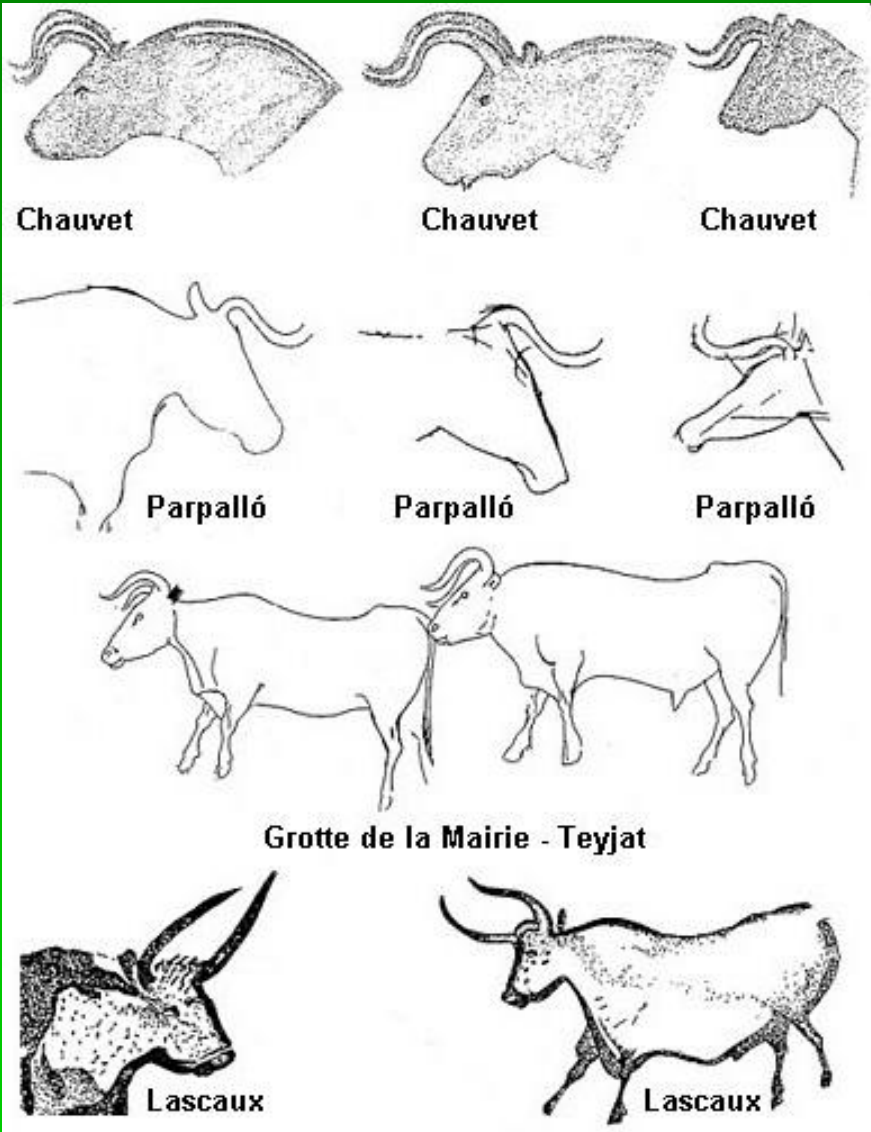 Chauvet
Chauvet
Chauvet
Parpalló
Parpalló
Parpalló
Grotte de la Mairie - Teyjat
Lascaux
Lascaux